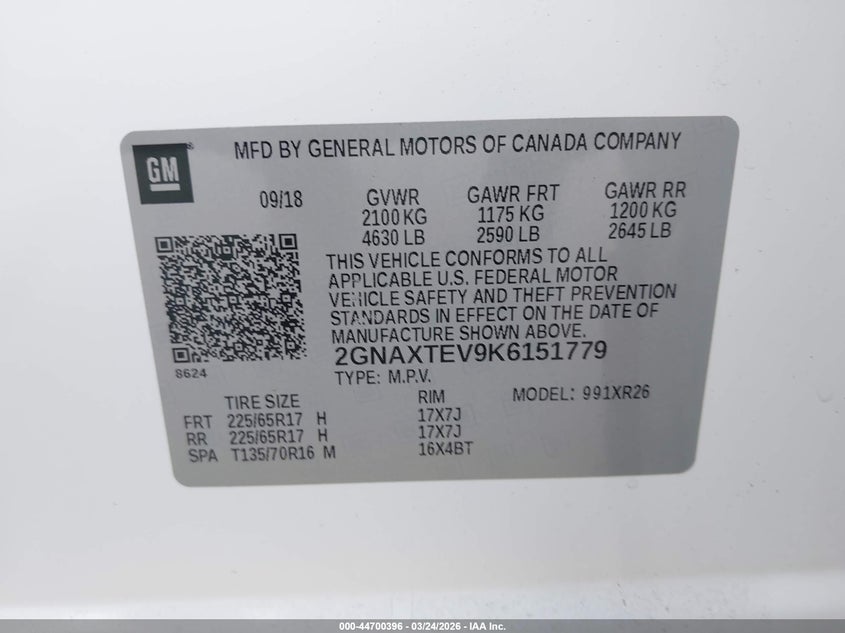 GM®
MFD BY GENERAL MOTORS OF CANADA COMPANY
09/18 GVWR GAWR FRT GAWR RR
2100 KG 1175 KG 1200 KG
4630 LB 2590 LB 2645 LB
THIS VEHICLE CONFORMS TO ALL
APPLICABLE U.S. FEDERAL MOTOR
VEHICLE SAFETY AND THEFT PREVENTION
STANDARDS IN EFFECT ON THE DATE OF
MANUFACTURE SHOWN ABOVE.
2GNAXTEV9K6151779
8624
TYPE: M.P.V. MODEL: 991XR26
TIRE SIZE RIM
FRT 225/65R17 H 17X7J
RR 225/65R17 H 17X7J
SPA T135/70R16 M 16X4BT
000-44700396 - 03/24/2026 - IAA Inc.